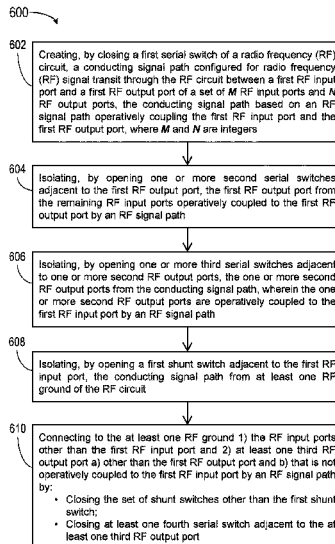 600
602
Creating, by closing a first serial switch of a radio frequency (RF)
circuit, a conducting signal path configured for radio frequency
(RF) signal transit through the RF circuit between a first RF input
port and a first RF output port of a set of M RF input ports and N
RF output ports, the conducting signal path based on an RF
signal path operatively coupling the first RF input port and the
first RF output port, where M and N are integers
604
Isolating, by opening one or more second serial switches
adjacent to the first RF output port, the first RF output port from
the remaining RF input ports operatively coupled to the first RF
output port by an RF signal path
606
Isolating, by opening one or more third serial switches adjacent
to one or more second RF output ports, the one or more second
RF output ports from the conducting signal path, wherein the one
or more second RF output ports are operatively coupled to the
first RF input port by an RF signal path
608
Isolating, by opening a first shunt switch adjacent to the first RF
input port, the conducting signal path from at least one RF
ground of the RF circuit
610
Connecting to the at least one RF ground 1) the RF input ports
other than the first RF input port and 2) at least one third RF
output port a) other than the first RF output port and b) that is not
operatively coupled to the first RF input port by an RF signal path
by:
• Closing the set of shunt switches other than the first shunt
switch;
• Closing at least one fourth serial switch adjacent to the at
least one third RF output port